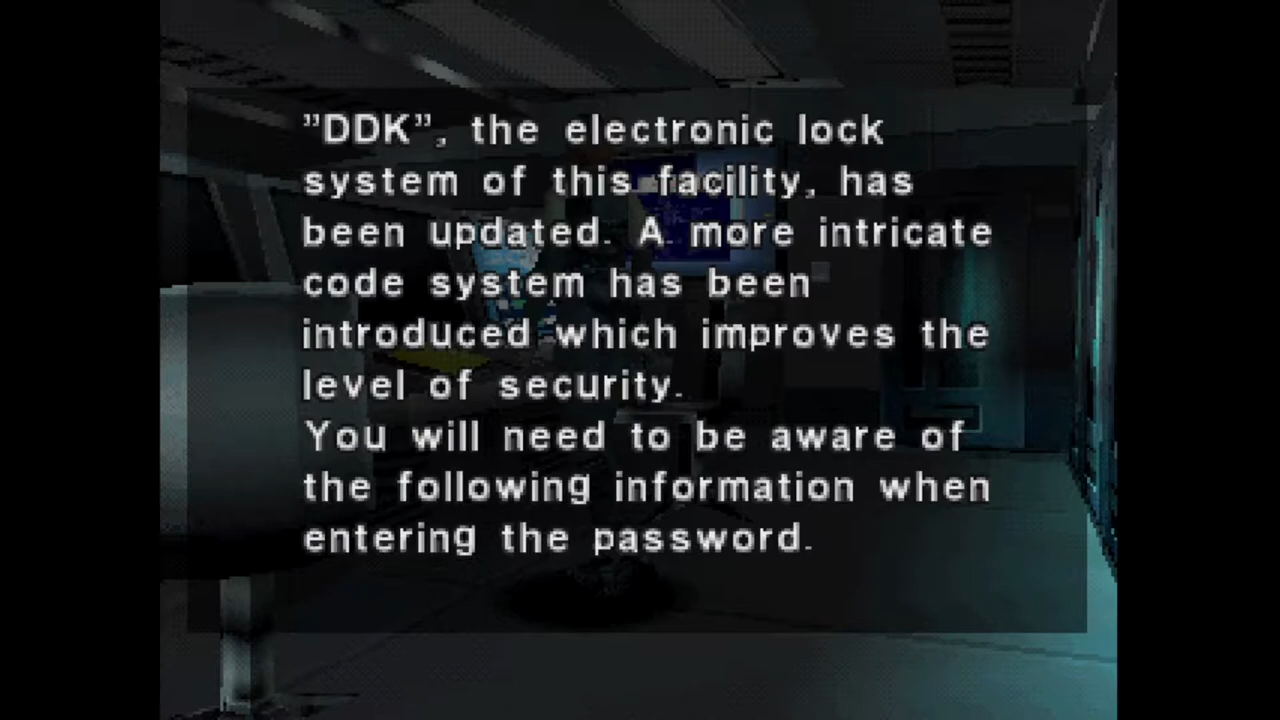 ”DDK”, the electronic lock
system of this facility, has
been updated. A more intricate
code system has been
introduced which improves the
level of security.
You will need to be aware of
the following information when
entering the password.